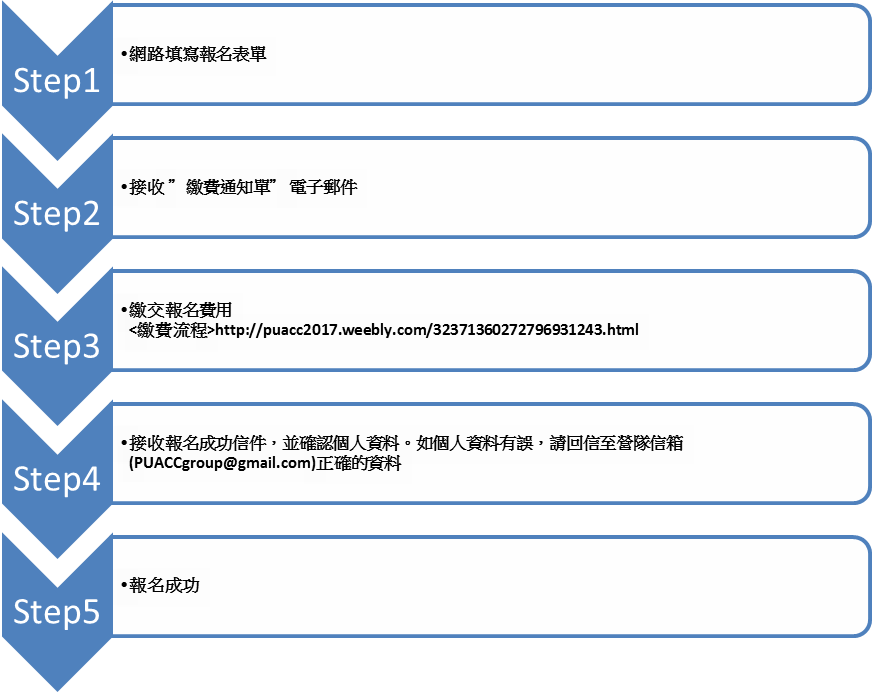 Step1
•網路填寫報名表單
Step2
•接收”繳費通知單”電子郵件
Step3
•繳交報名費用
<繳費流程>http://puacc2017.weebly.com/32371360272796931243.html
Step4
•接收報名成功信件，並確認個人資料。如個人資料有誤，請回信至營隊信箱
(PUACCgroup@gmail.com)正確的資料
Step5
•報名成功